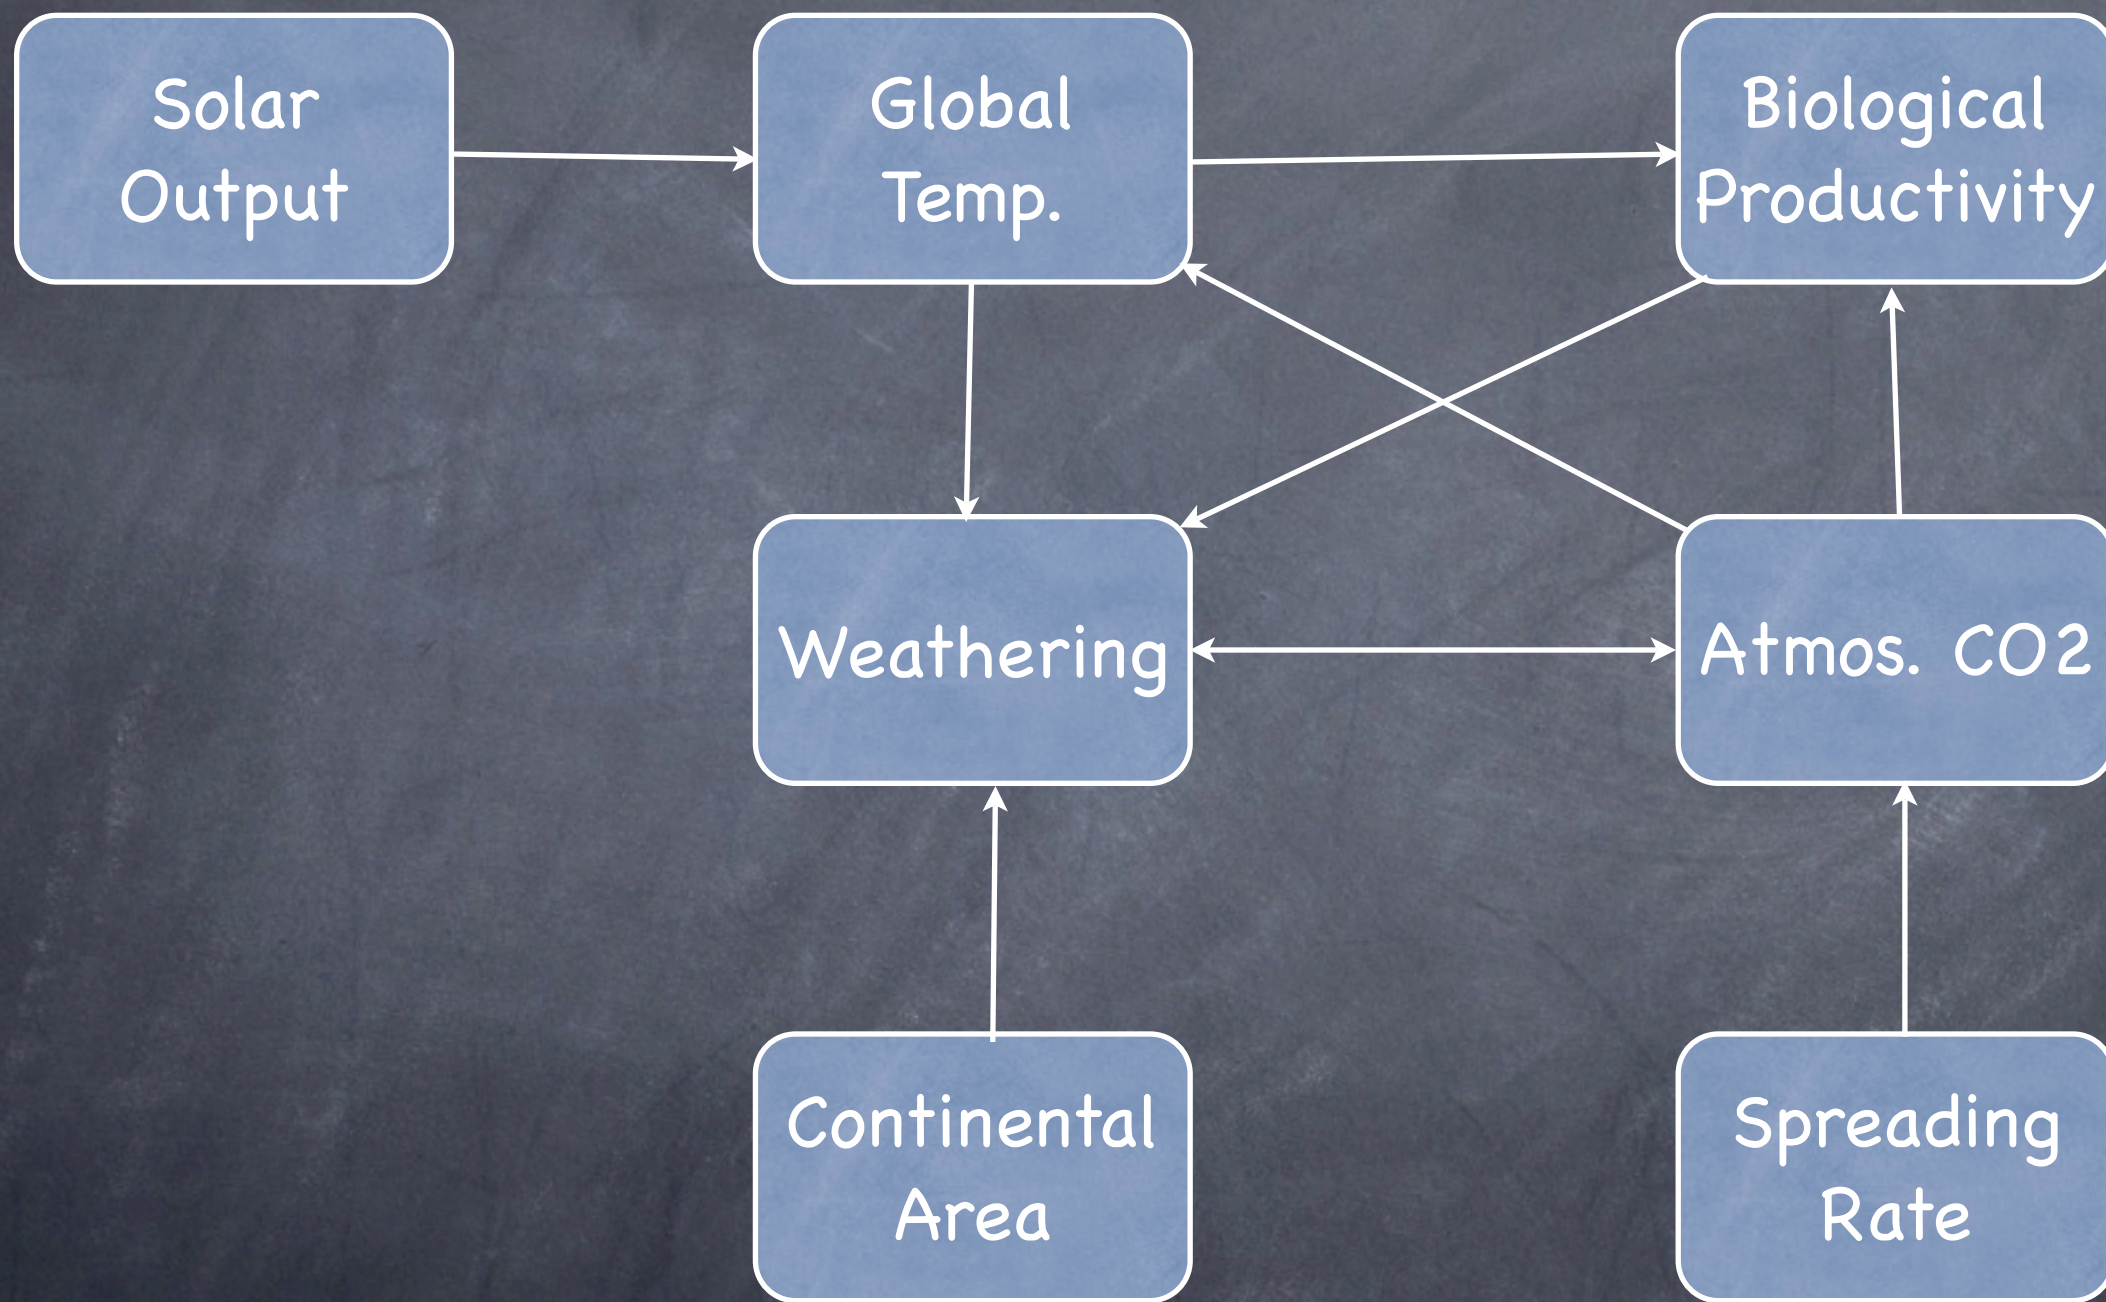 Solar
Output
Global
Temp.
Biological
Productivity
Weathering
Atmos. CO2
Continental
Area
Spreading
Rate